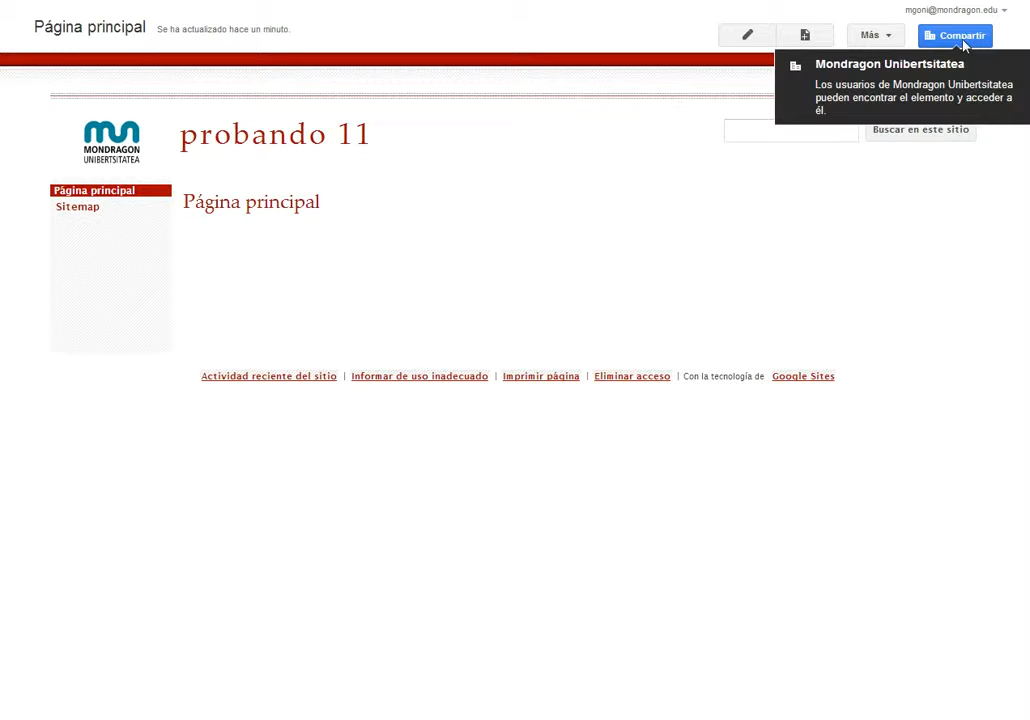 mgoni@mondragon.edu
Página principal
Se ha actualizado hace un minuto.
Más
Compartir
Mondragon Unibertsitatea
Los usuarios de Mondragon Unibertsitatea
pueden encontrar el elemento y acceder a
él.
Buscar en este sitio
MONDRAGON
UNIBERTSITATEA
probando 11
Página principal
Sitemap
Página principal
Actividad reciente del sitio | Informar de uso inadecuado | Imprimir página | Eliminar acceso | Con la tecnología de Google Sites